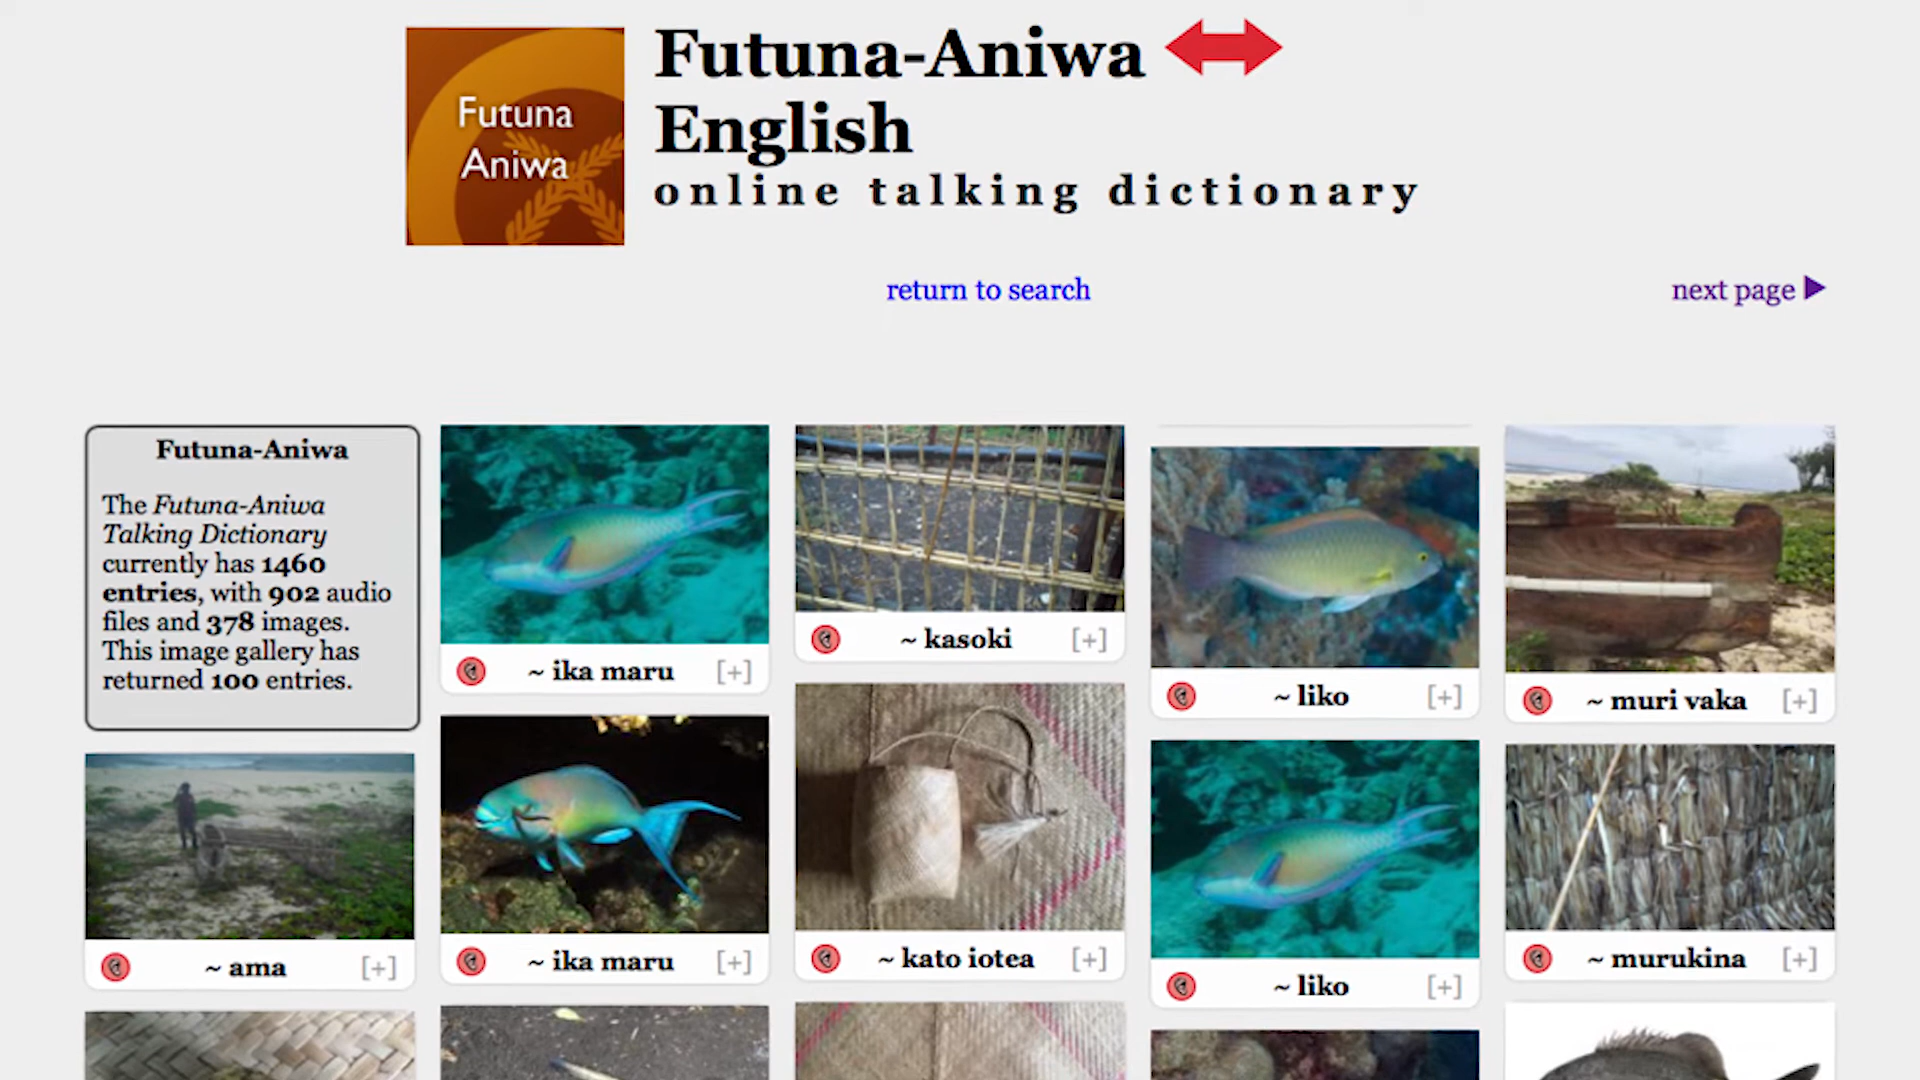 Futuna
Aniwa
Futuna-Aniwa
English
online talking dictionary
return to search
next page
Futuna-Aniwa
The Futuna-Aniwa
Talking Dictionary
currently has 1460
entries, with 902 audio
files and 378 images.
This image gallery has
returned 100 entries.
~ ama [+]
~ ika maru [+]
~ ika maru [+]
~ kasoki [+]
~ kato iotea [+]
~ liko [+]
~ liko [+]
~ muri vaka [+]
~ murukina [+]